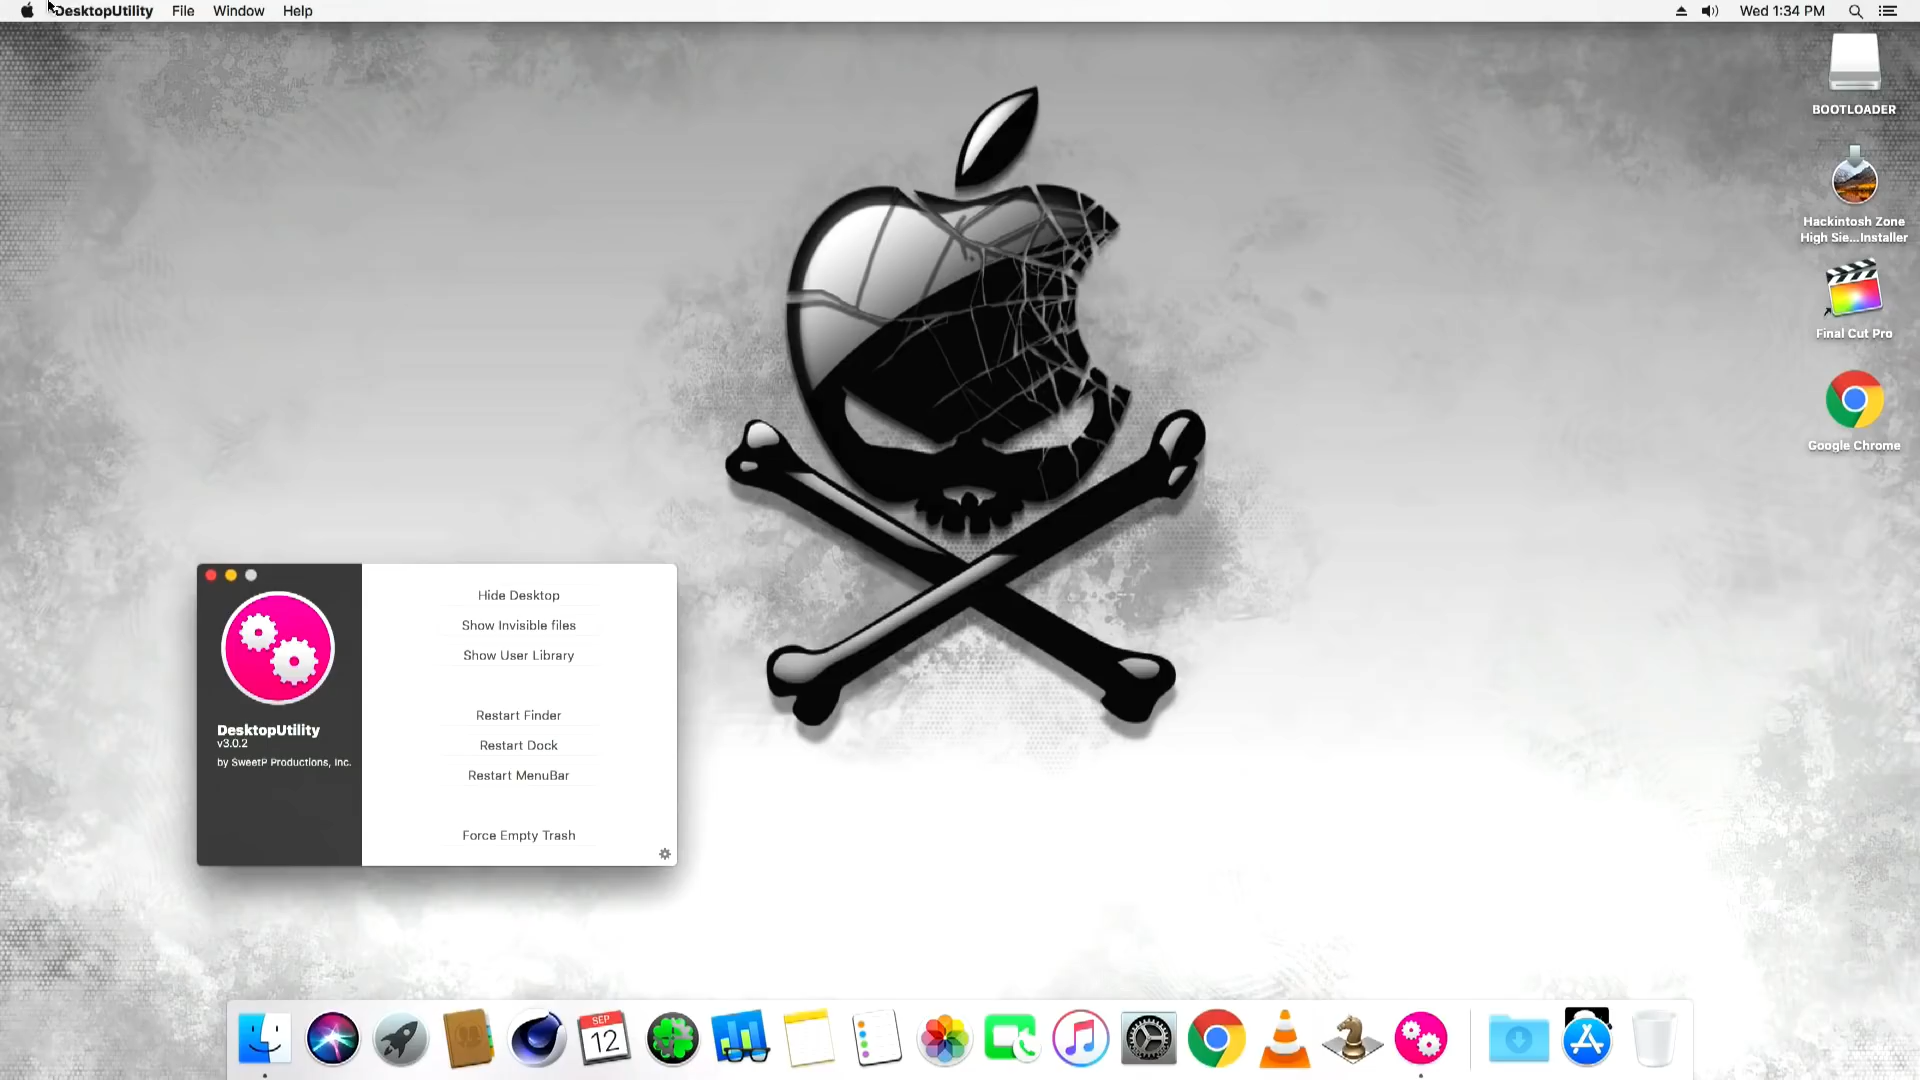 DesktopUtility File Window Help Wed 1:34 PM
BOOTLOADER
Hackintosh Zone
High Sie...Installer
Final Cut Pro
Google Chrome
Hide Desktop
Show Invisible files
Show User Library
Restart Finder
Restart Dock
Restart MenuBar
Force Empty Trash
DesktopUtility
v3.0.2
by SweetP Productions, Inc.
SEP
12